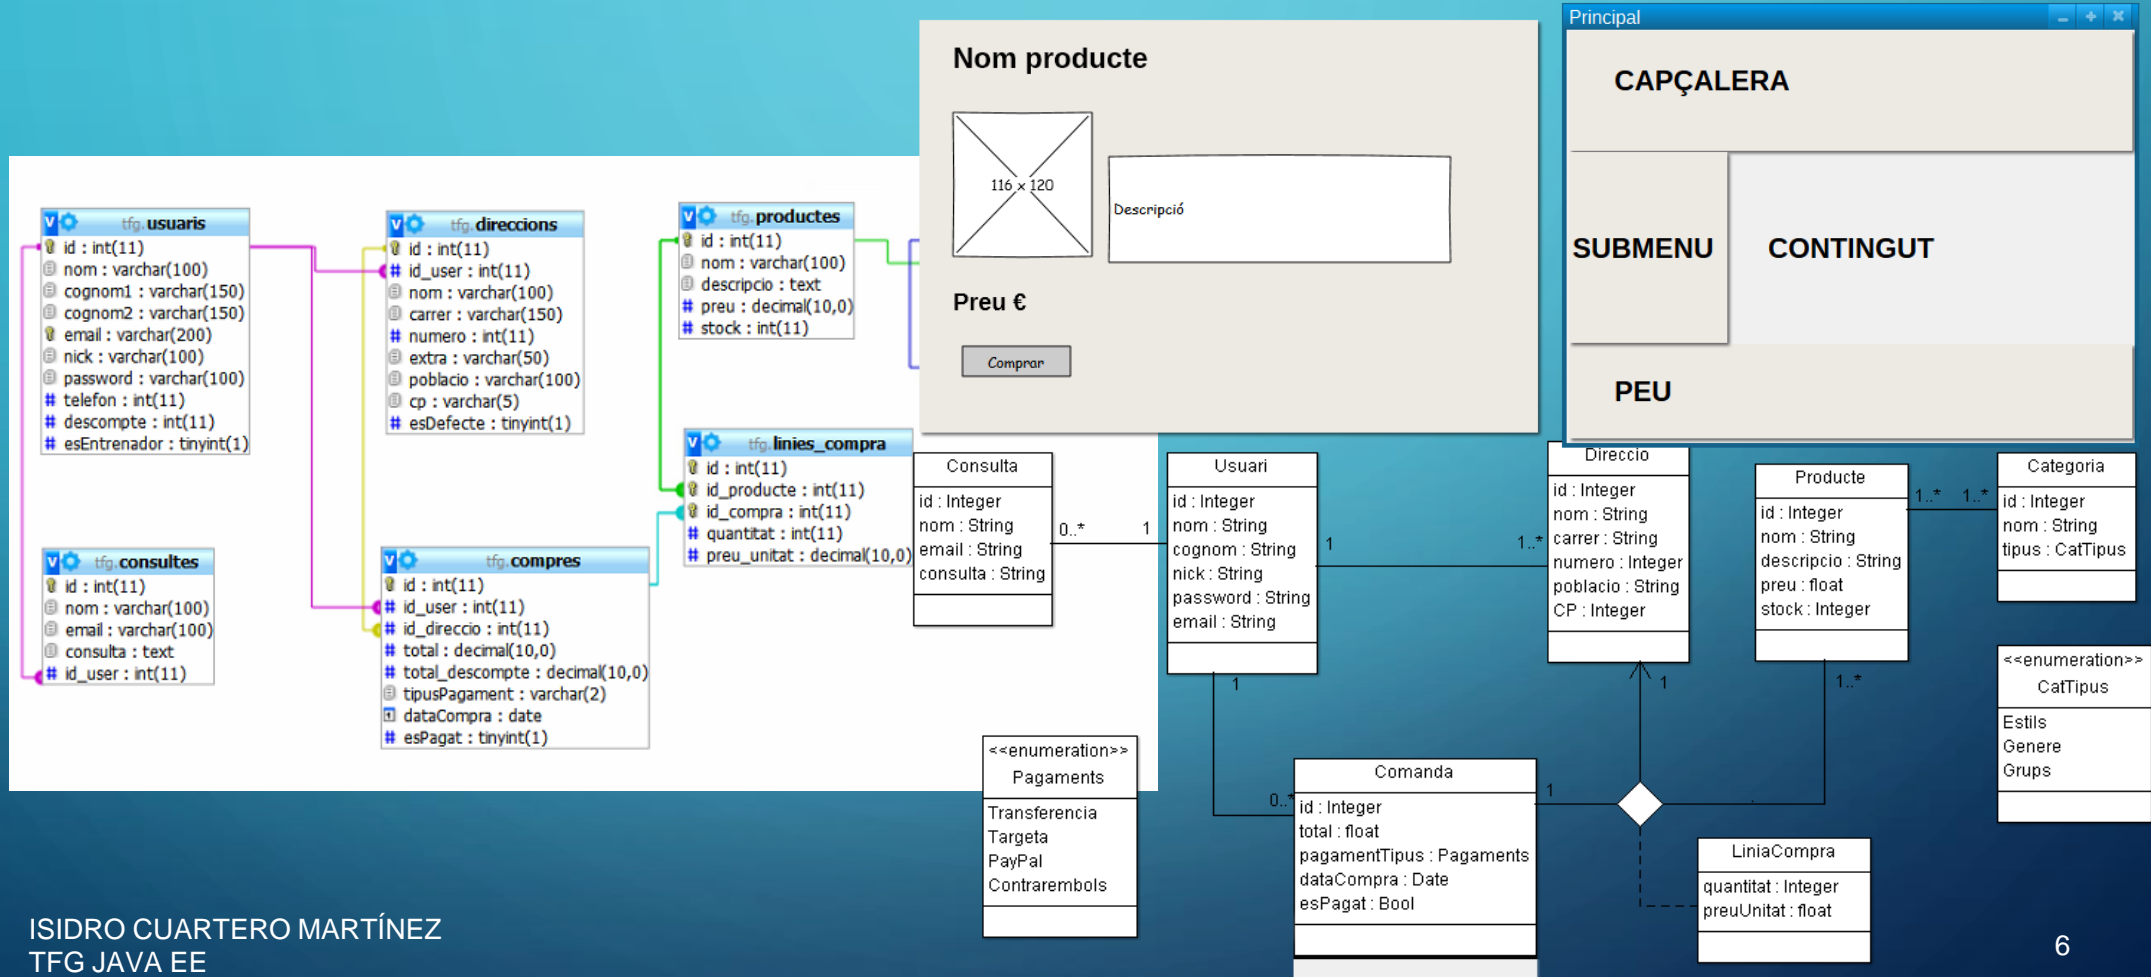 tfg.usuaris
id : int(11)
nom : varchar(100)
cognom1 : varchar(150)
cognom2 : varchar(150)
email : varchar(200)
nick : varchar(100)
password : varchar(100)
# telefon : int(11)
# descompte : int(11)
# esEntrenador : tinyint(1)
tfg.direccions
id : int(11)
# id_user : int(11)
nom : varchar(100)
carrer : varchar(150)
# numero : int(11)
extra : varchar(50)
poblacio : varchar(100)
cp : varchar(5)
# esDefecte : tinyint(1)
tfg.productes
id : int(11)
nom : varchar(100)
descripcio : text
# preu : decimal(10,0)
# stock : int(11)
tfg.linies_compra
id : int(11)
id_producte : int(11)
id_compra : int(11)
# quantitat : int(11)
# preu_unitat : decimal(10,0)
tfg.consultes
id : int(11)
nom : varchar(100)
email : varchar(100)
consulta : text
# id_user : int(11)
tfg.compres
id : int(11)
# id_user : int(11)
# id_direccio : int(11)
# total : decimal(10,0)
# total_descompte : decimal(10,0)
tipusPagament : varchar(2)
dataCompra : date
# esPagat : tinyint(1)
Nom producte
116 x 120
Descripció
Preu €
Comprar
Principal
CAPÇALERA
SUBMENU
CONTINGUT
PEU
Consulta
id : Integer
nom : String
email : String
consulta : String
0..*
1
Usuari
id : Integer
nom : String
cognom : String
nick : String
password : String
email : String
1
1..*
Direccio
id : Integer
nom : String
carrer : String
numero : Integer
poblacio : String
CP : Integer
Producte
id : Integer
nom : String
descripcio : String
preu : float
stock : Integer
1..*
1..*
Categoria
id : Integer
nom : String
tipus : CatTipus
<<enumeration>>
CatTipus
Estils
Genere
Grups
1
0..*
1
1..*
1
<<enumeration>>
Pagaments
Transferencia
Targeta
PayPal
Contrarembols
Comanda
id : Integer
total : float
pagamentTipus : Pagaments
dataCompra : Date
esPagat : Bool
LiniaCompra
quantitat : Integer
preuUnitat : float
ISIDRO CUARTERO MARTÍNEZ
TFG JAVA EE
6